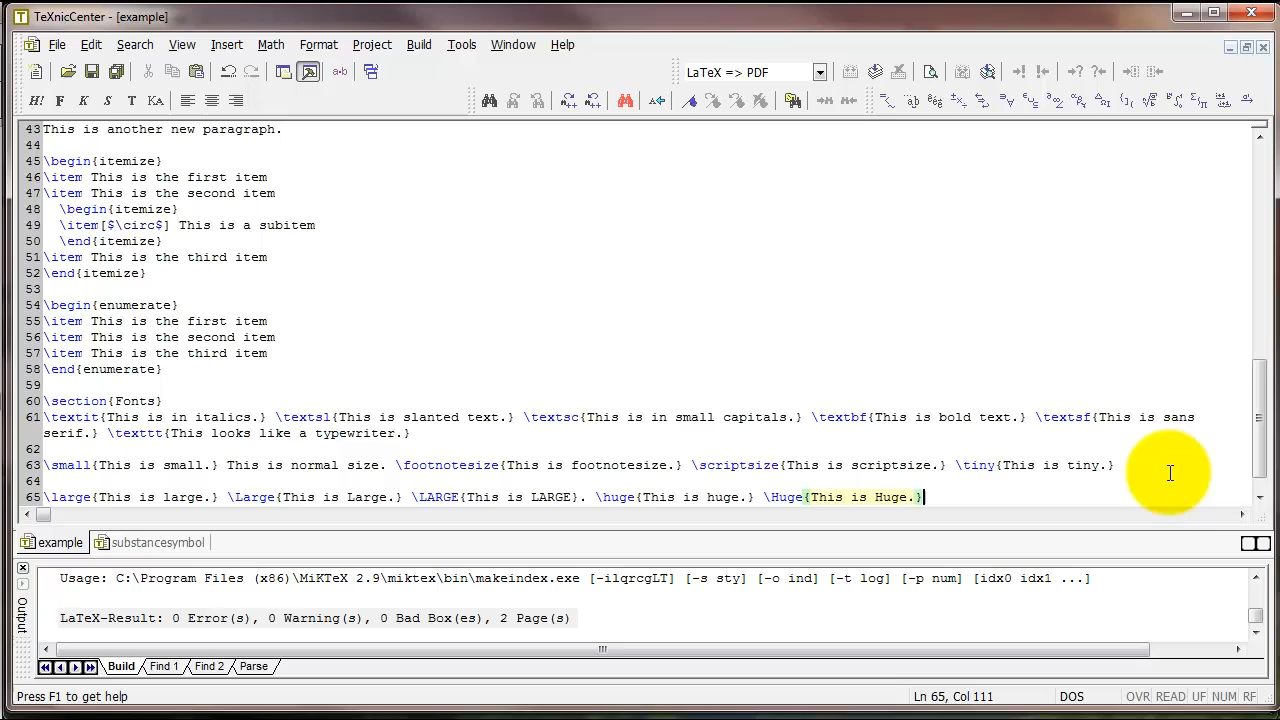 TeXnicCenter - [example]
File Edit Search View Insert Math Format Project Build Tools Window Help
LaTeX => PDF
43 This is another new paragraph.
44
45 \begin{itemize}
46 \item This is the first item
47 \item This is the second item
48 \begin{itemize}
49 \item[$\circ$] This is a subitem
50 \end{itemize}
51 \item This is the third item
52 \end{itemize}
53
54 \begin{enumerate}
55 \item This is the first item
56 \item This is the second item
57 \item This is the third item
58 \end{enumerate}
59
60 \section{Fonts}
61 \textit{This is in italics.} \textsl{This is slanted text.} \textsc{This is in small capitals.} \textbf{This is bold text.} \textsf{This is sans
serif.} \texttt{This looks like a typewriter.}
62
63 \small{This is small.} This is normal size. \footnotesize{This is footnotesize.} \scriptsize{This is scriptsize.} \tiny{This is tiny.}
64
65 \large{This is large.} \Large{This is Large.} \LARGE{This is LARGE}. \huge{This is huge.} \Huge{This is Huge.}
example substancesymbol
Usage: C:\Program Files (x86)\MiKTeX 2.9\miktex\bin\makeindex.exe [-ilqrcgLT] [-s sty] [-o ind] [-t log] [-p num] [idx0 idx1 ...]
LaTeX-Result: 0 Error(s), 0 Warning(s), 0 Bad Box(es), 2 Page(s)
Output
Build Find 1 Find 2 Parse
Press F1 to get help Ln 65, Col 111 DOS OVR READ UF NUM RF